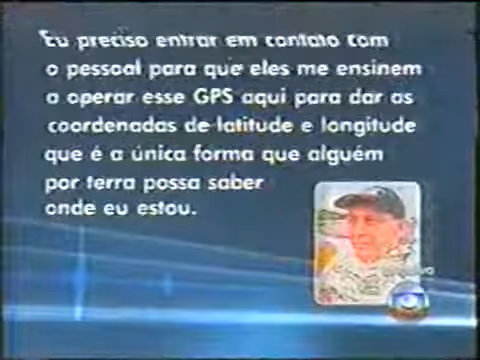 Eu preciso entrar em contato com
o pessoal para que eles me ensinem
a operar esse GPS aqui para dar as
coordenadas de latitude e longitude
que é a única forma que alguém
por terra possa saber
onde eu estou.